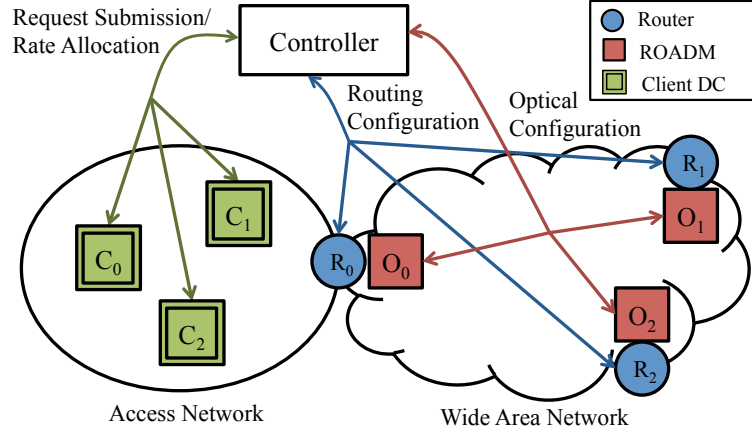 Request Submission/
Rate Allocation
Controller
Router
ROADM
Client DC
Routing
Configuration
Optical
Configuration
C₀
C₁
C₂
R₀
O₀
R₁
O₁
O₂
R₂
Access Network
Wide Area Network